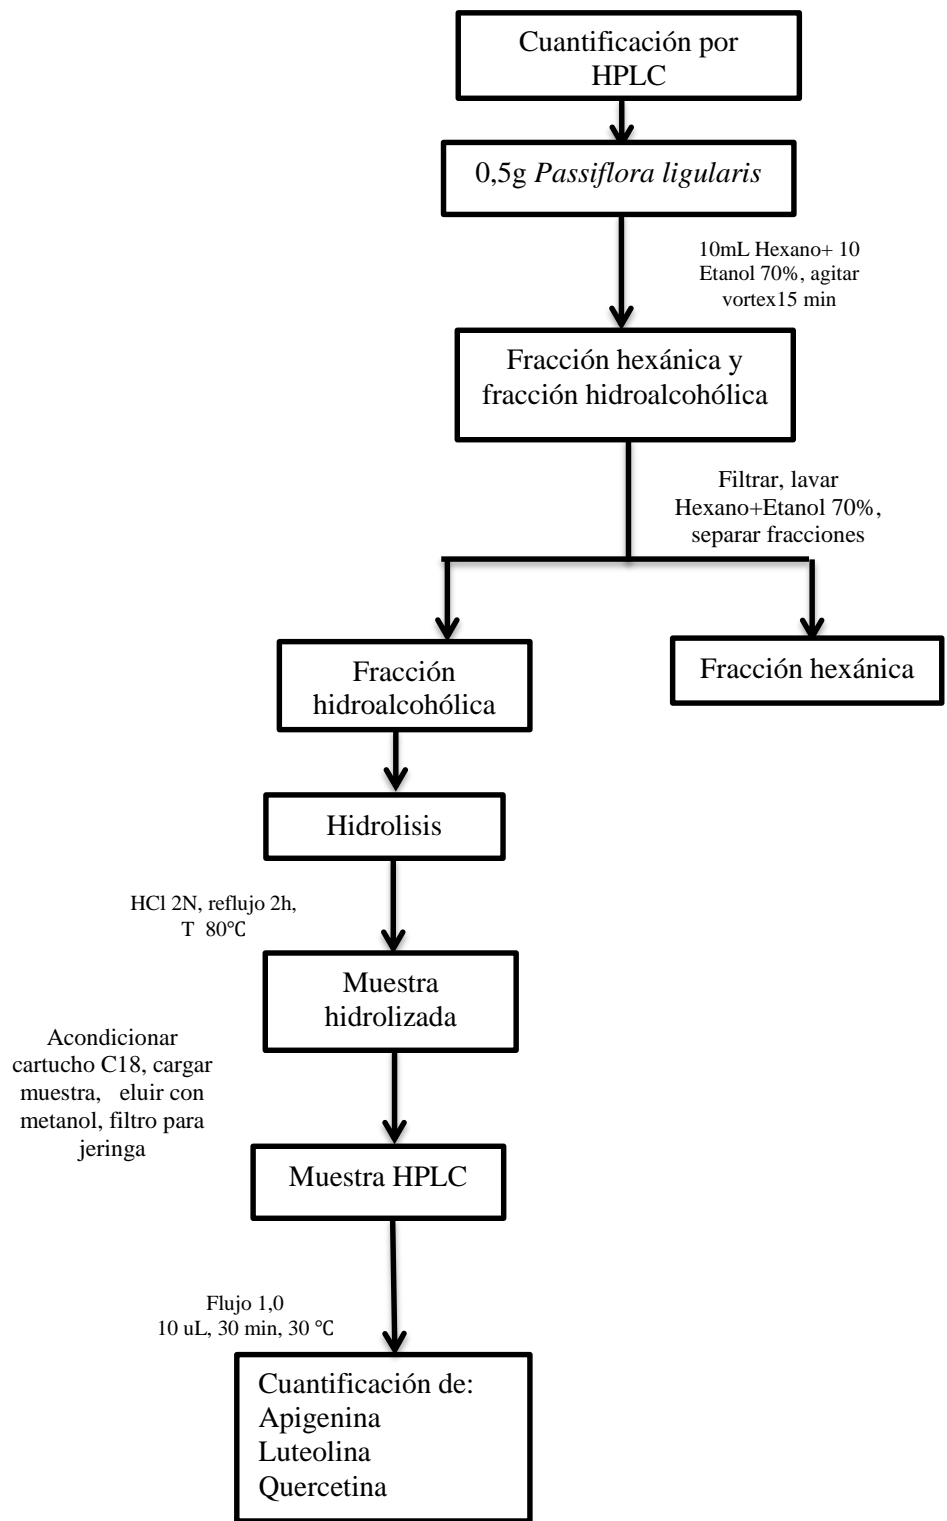 Cuantificación por
HPLC
0,5g Passiflora ligularis
10mL Hexano+ 10
Etanol 70%, agitar
vortex15 min
Fracción hexánica y
fracción hidroalcohólica
Filtrar, lavar
Hexano+Etanol 70%,
separar fracciones
Fracción
hidroalcohólica
Fracción hexánica
Hidrolisis
HCl 2N, reflujo 2h,
T 80℃
Muestra
hidrolizada
Acondicionar
cartucho C18, cargar
muestra, eluir con
metanol, filtro para
jeringa
Muestra HPLC
Flujo 1,0
10 uL, 30 min, 30 ℃
Cuantificación de:
Apigenina
Luteolina
Quercetina